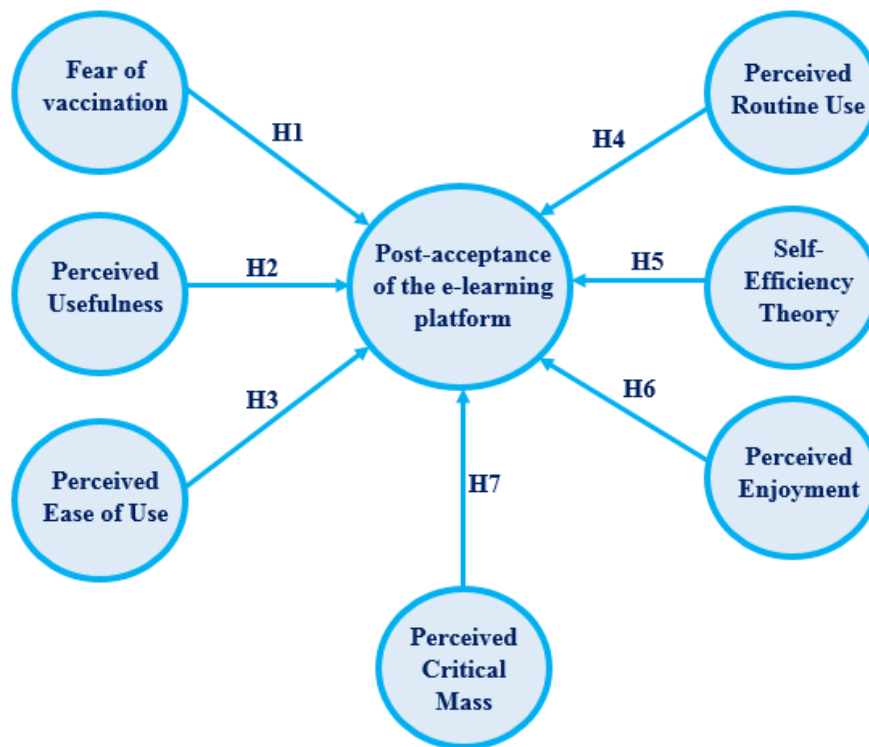 Fear of
vaccination
H1
Perceived
Usefulness
H2
Perceived
Ease of Use
H3
Post-acceptance
of the e-learning
platform
Perceived
Routine Use
H4
Self-
Efficiency
Theory
H5
Perceived
Enjoyment
H6
H7
Perceived
Critical
Mass